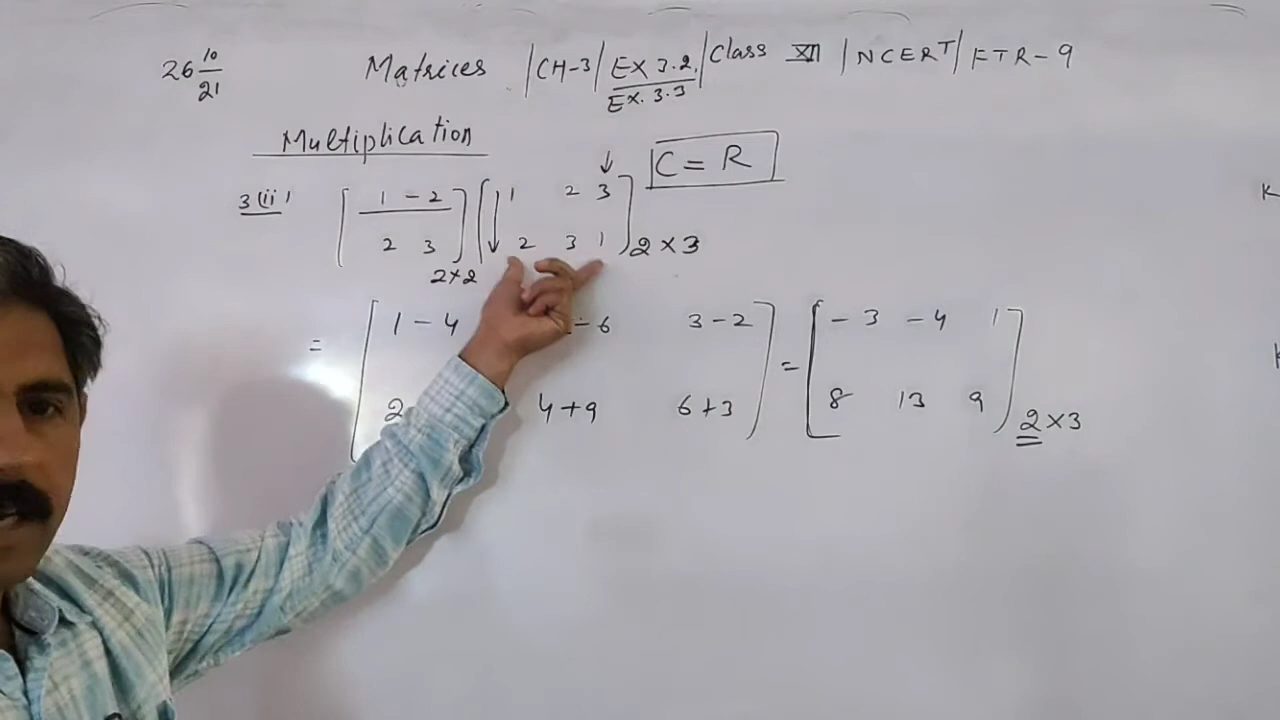 26 10/21 Matrices | CH-3 | EX 3.2 | Class XII | NCERT | FTR-9
EX. 3.3
Multiplication
C = R
3(ii) [ 1 -2 ] [ 1 2 3 ]
2 3 2 3 1 2×3
2×2
= [ 1-4 -6 3-2 ] = [ -3 -4 1 ]
2 4+9 6+3 8 13 9 2×3